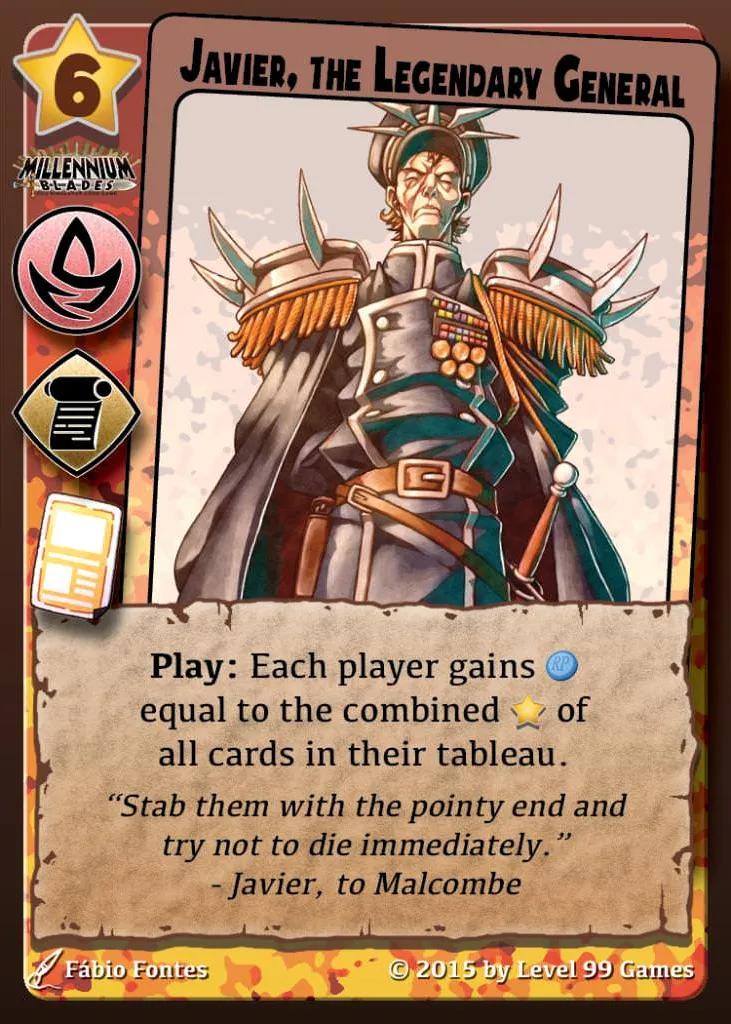 6
JAVIER, THE LEGENDARY GENERAL
MILLENNIUM
BLADES
Play: Each player gains RP
equal to the combined of
all cards in their tableau.
“Stab them with the pointy end and
try not to die immediately.”
- Javier, to Malcombe
Fábio Fontes
© 2015 by Level 99 Games